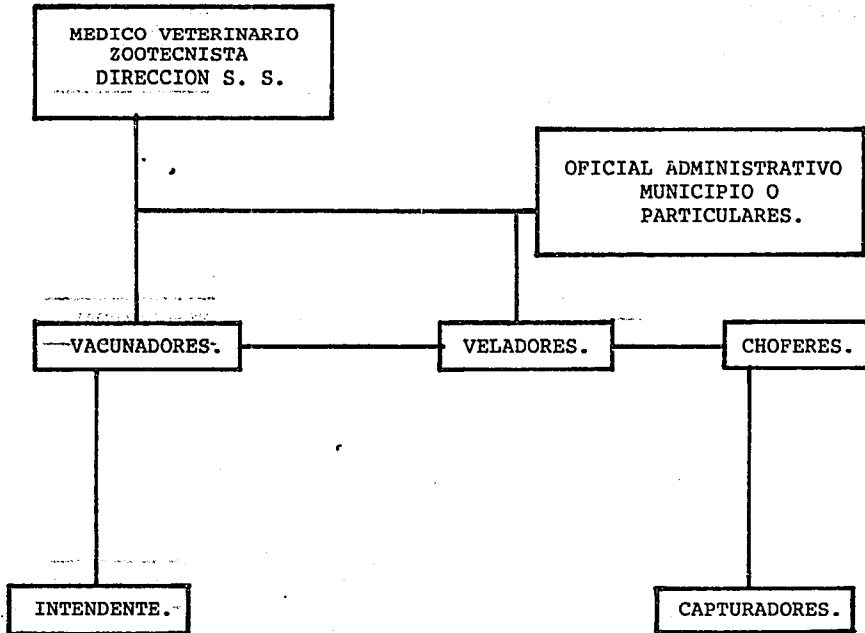 MEDICO VETERINARIO
ZOOTECNISTA
DIRECCION S. S.
OFICIAL ADMINISTRATIVO
MUNICIPIO O
PARTICULARES.
VACUNADORES.
VELADORES.
CHOFERES.
INTENDENTE.
CAPTURADORES.